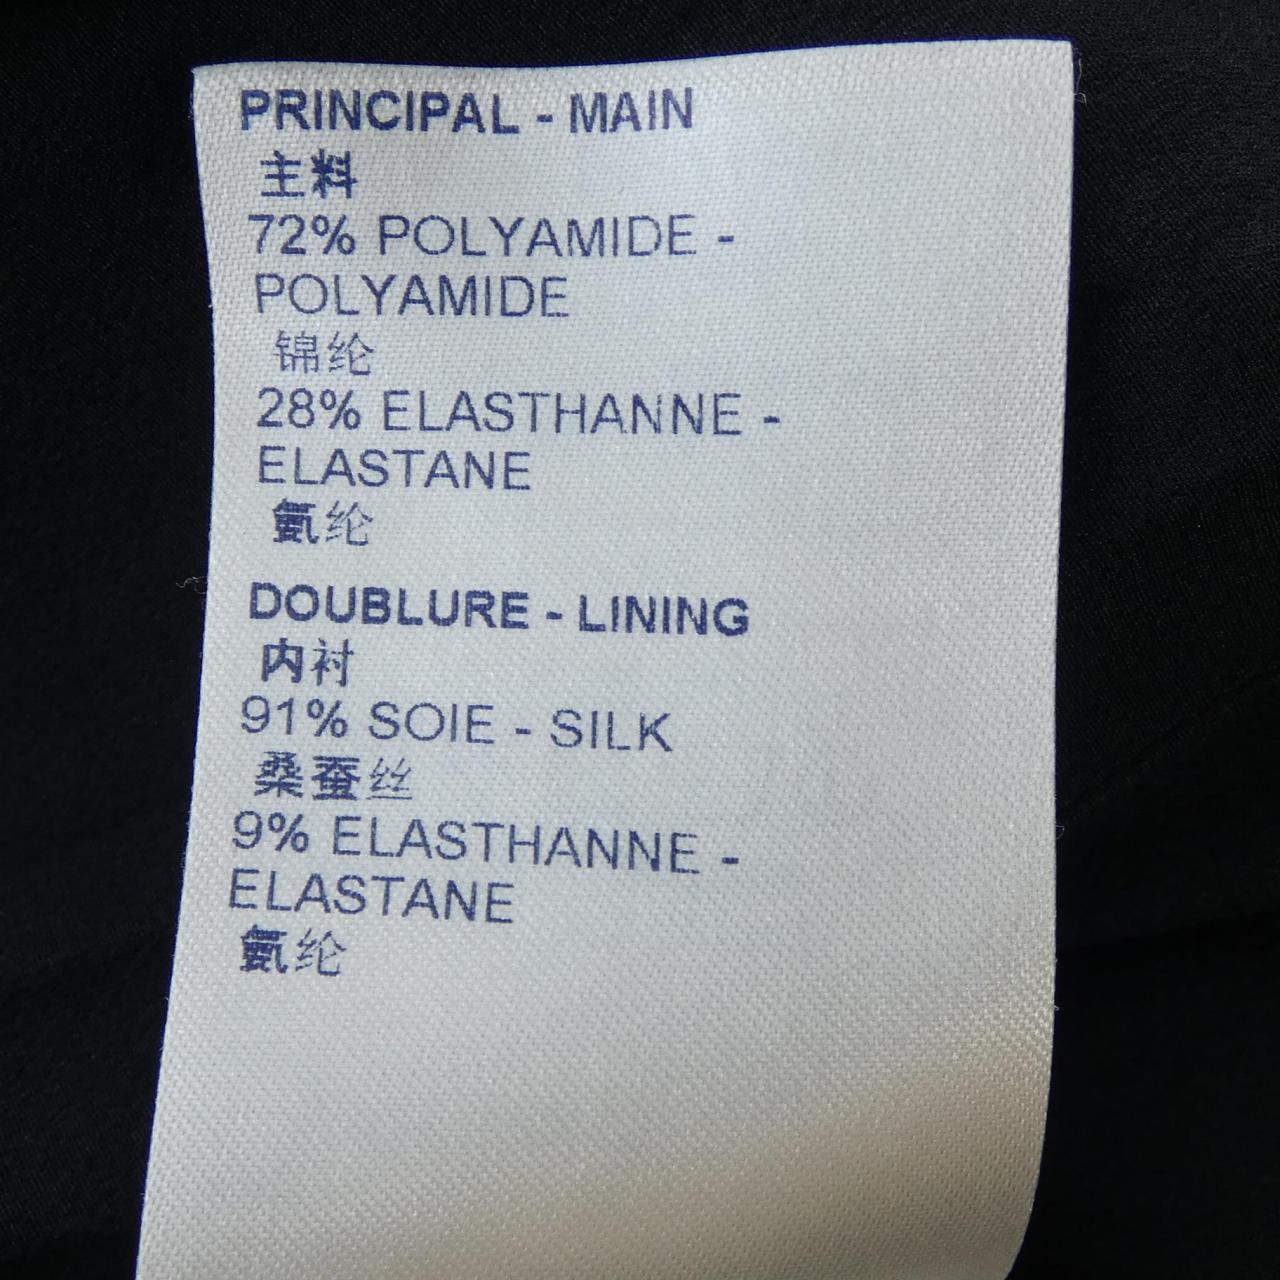 PRINCIPAL - MAIN
主料
72% POLYAMIDE -
POLYAMIDE
锦纶
28% ELASTHANNE -
ELASTANE
氨纶
DOUBLURE - LINING
内衬
91% SOIE - SILK
桑蚕丝
9% ELASTHANNE -
ELASTANE
氨纶